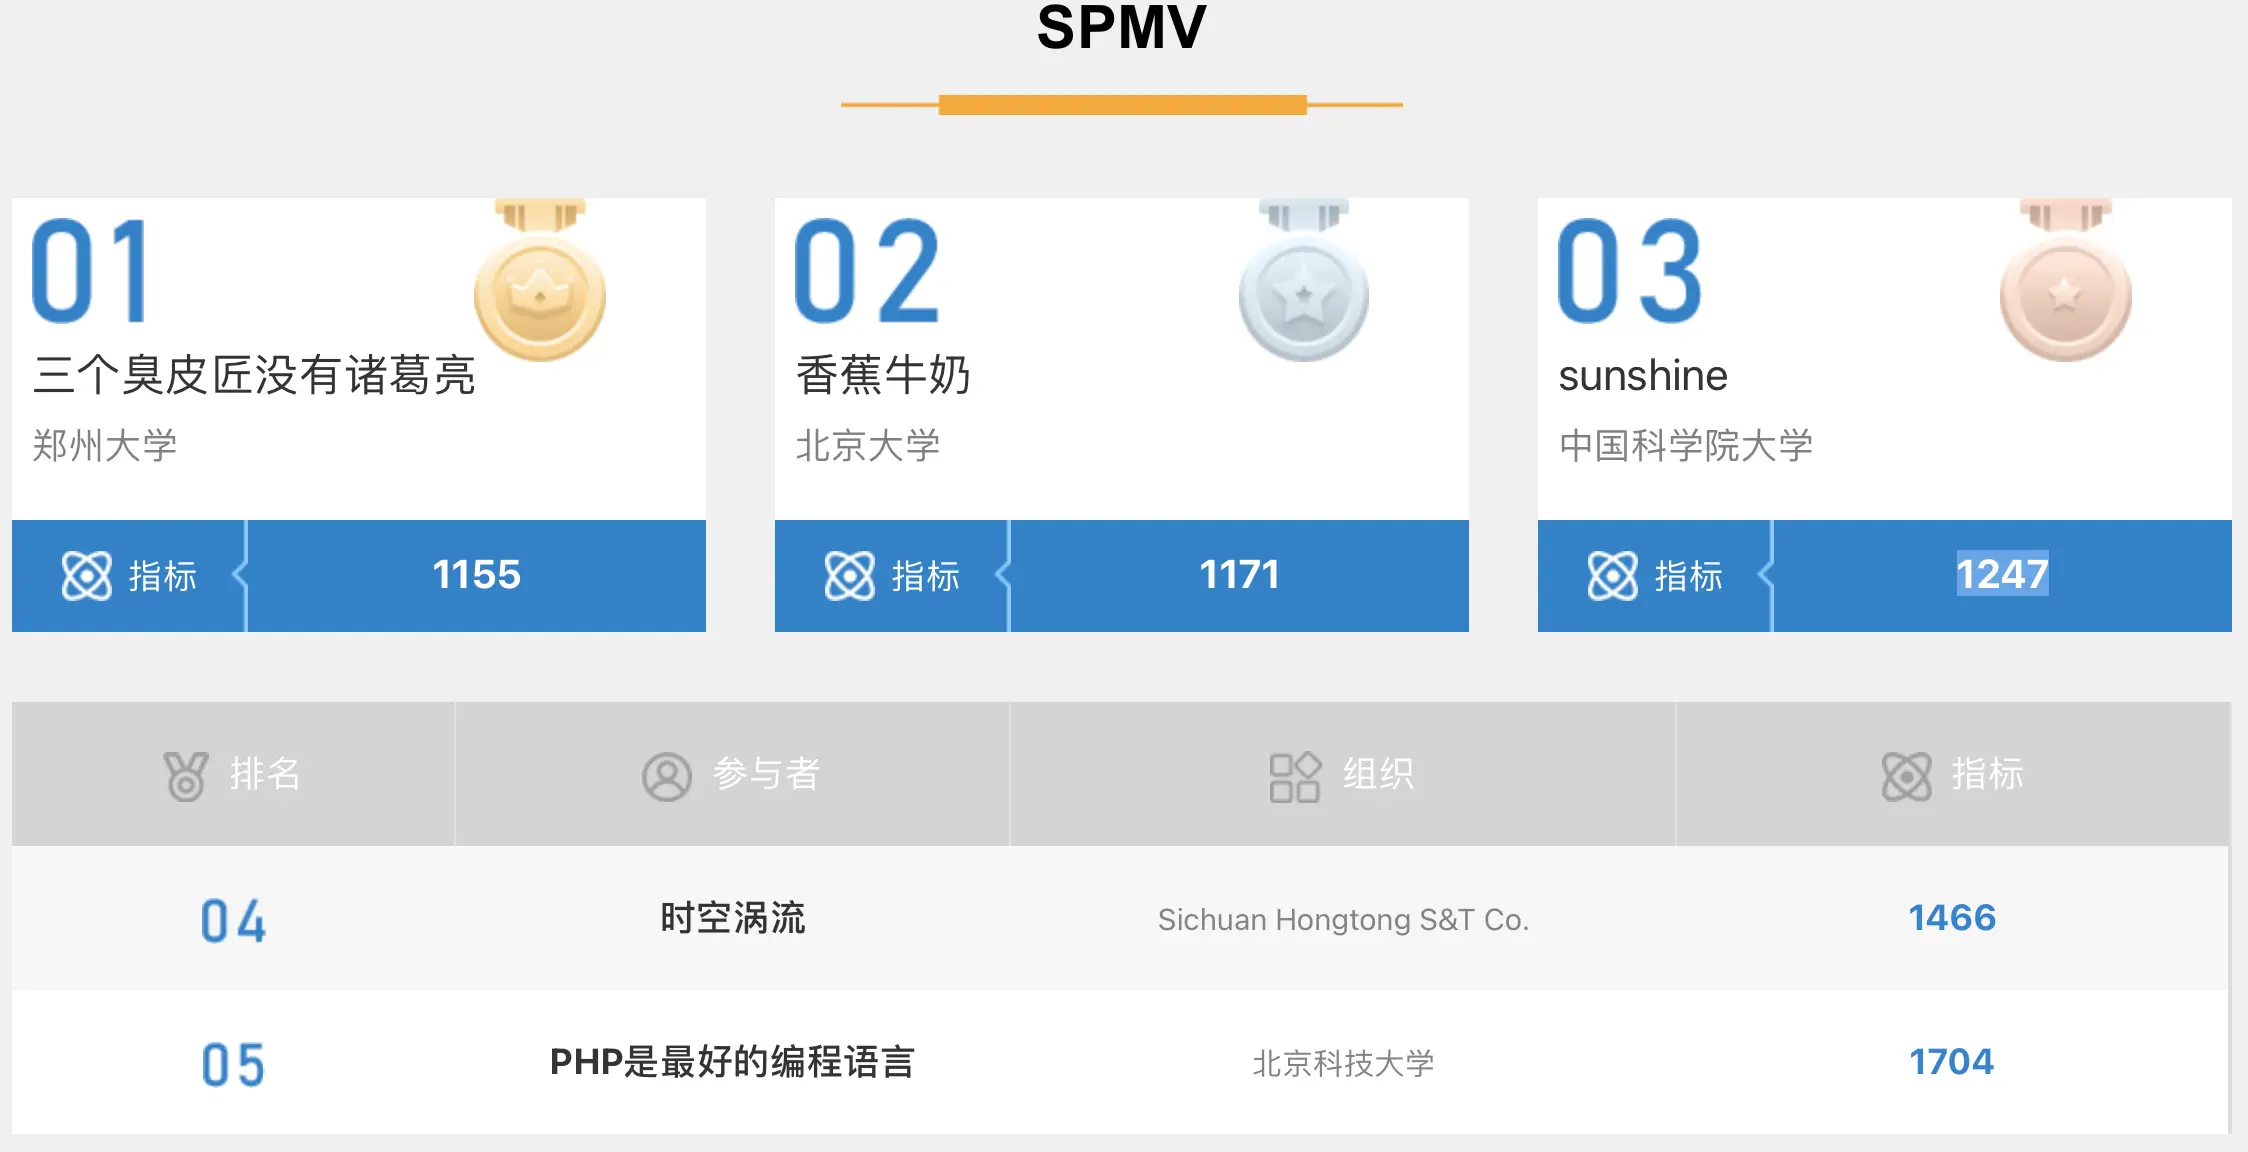 SPMV
01
三个臭皮匠没有诸葛亮
郑州大学
指标 1155
02
香蕉牛奶
北京大学
指标 1171
03
sunshine
中国科学院大学
指标 1247
排名 参与者 组织 指标
04 时空涡流 Sichuan Hongtong S&T Co. 1466
05 PHP是最好的编程语言 北京科技大学 1704